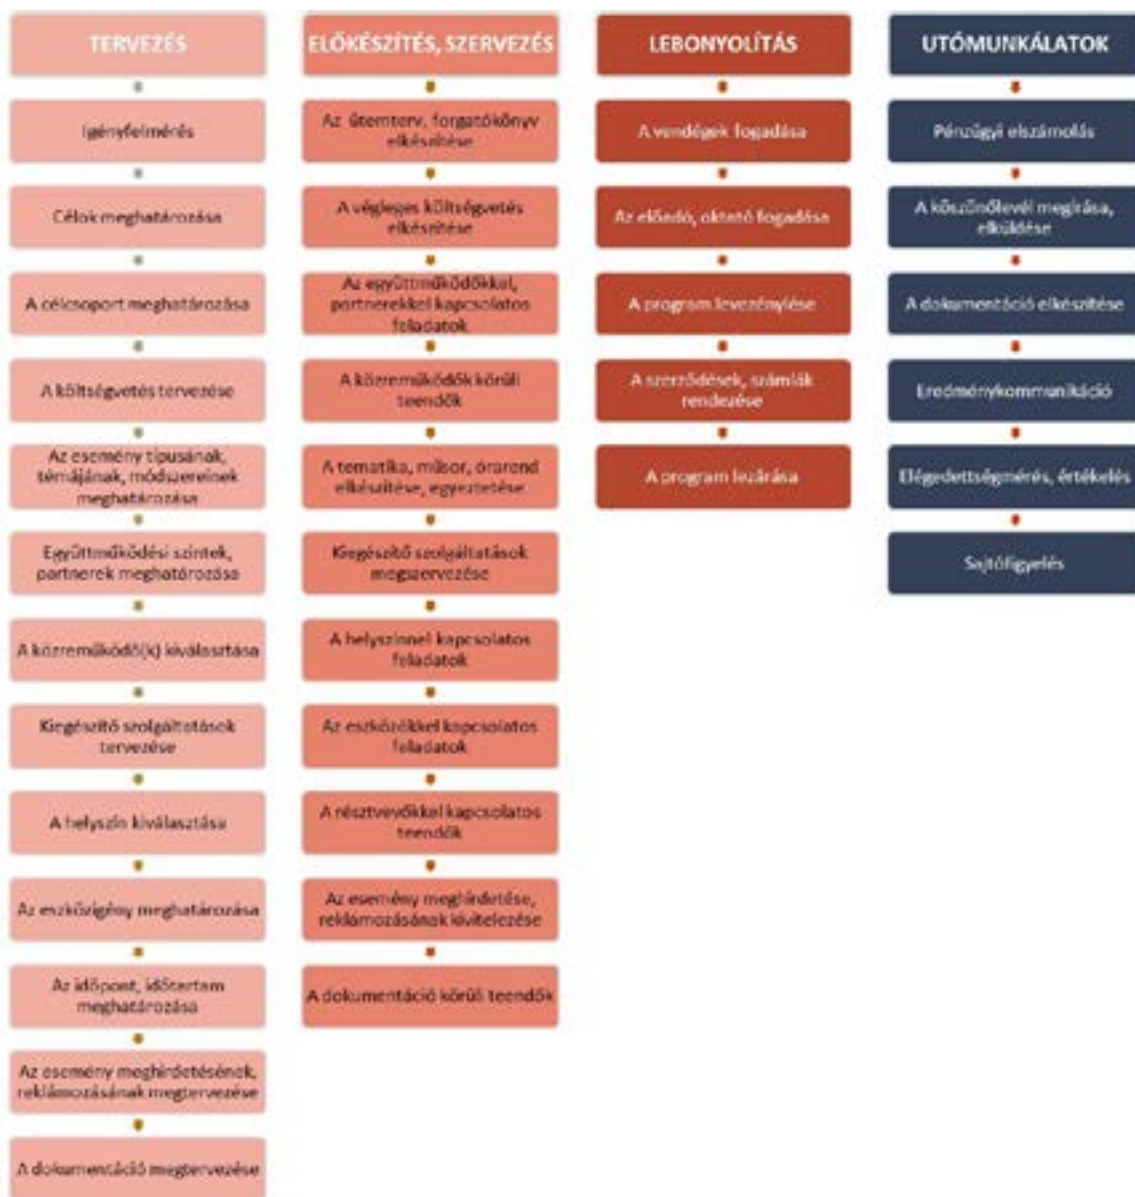 TERVEZÉS
Igényfelmérés
Célok meghatározása
A célcsoport meghatározása
A költségvetés tervezése
Az esemény típusának,
témájának, módszereinek
meghatározása
Együttműködési szintek,
partnerek meghatározása
A közreműködő(k) kiválasztása
Kiegészítő szolgáltatások
tervezése
A helyszín kiválasztása
Az eszközigény meghatározása
Az időpont, időtartam
meghatározása
Az esemény meghirdetésének,
reklámozásának megtervezése
A dokumentáció megtervezése
ELŐKÉSZÍTÉS, SZERVEZÉS
Az ütemterv, forgatókönyv
elkészítése
A végleges költségvetés
elkészítése
Az együttműködőkkel,
partnerekkel kapcsolatos
feladatok
A közreműködők körüli
teendők
A tematika, műsor, órarend
elkészítése, egyeztetése
Kiegészítő szolgáltatások
megszervezése
A helyszínnel kapcsolatos
feladatok
Az eszközökkel kapcsolatos
feladatok
A résztvevőkkel kapcsolatos
teendők
Az esemény meghirdetése,
reklámozásának kivitelezése
A dokumentáció körüli teendők
LEBONYOLÍTÁS
A vendégek fogadása
Az előadó, oktató fogadása
A program levezénylése
A szerződések, számlák
rendezése
A program lezárása
UTÓMUNKÁLATOK
Pénzügyi elszámolás
A köszönőlevél megírása,
elküldése
A dokumentáció elkészítése
Eredménykommunikáció
Elégedettségmérés, értékelés
Sajtófigyelés